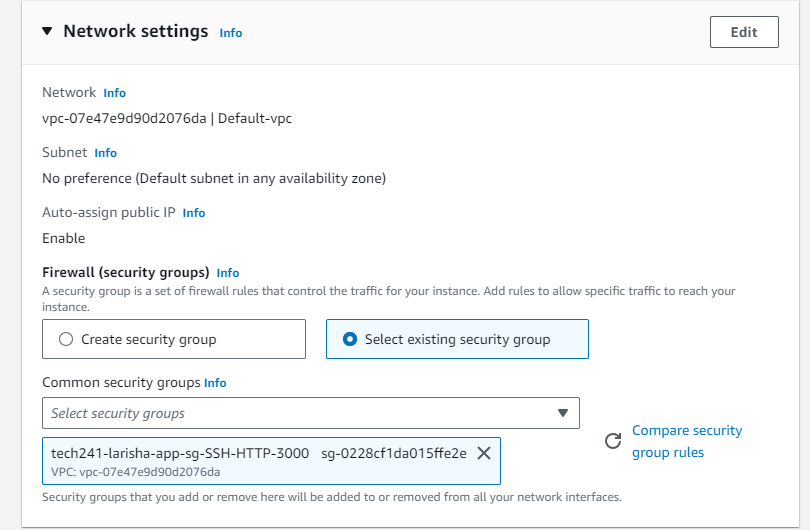 Network settings Info
Edit
Network Info
vpc-07e47e9d90d2076da | Default-vpc
Subnet Info
No preference (Default subnet in any availability zone)
Auto-assign public IP Info
Enable
Firewall (security groups) Info
A security group is a set of firewall rules that control the traffic for your instance. Add rules to allow specific traffic to reach your
instance.
Create security group
Select existing security group
Common security groups Info
Select security groups
tech241-larisha-app-sg-SSH-HTTP-3000 sg-0228cf1da015ffe2e
VPC: vpc-07e47e9d90d2076da
Compare security
group rules
Security groups that you add or remove here will be added to or removed from all your network interfaces.